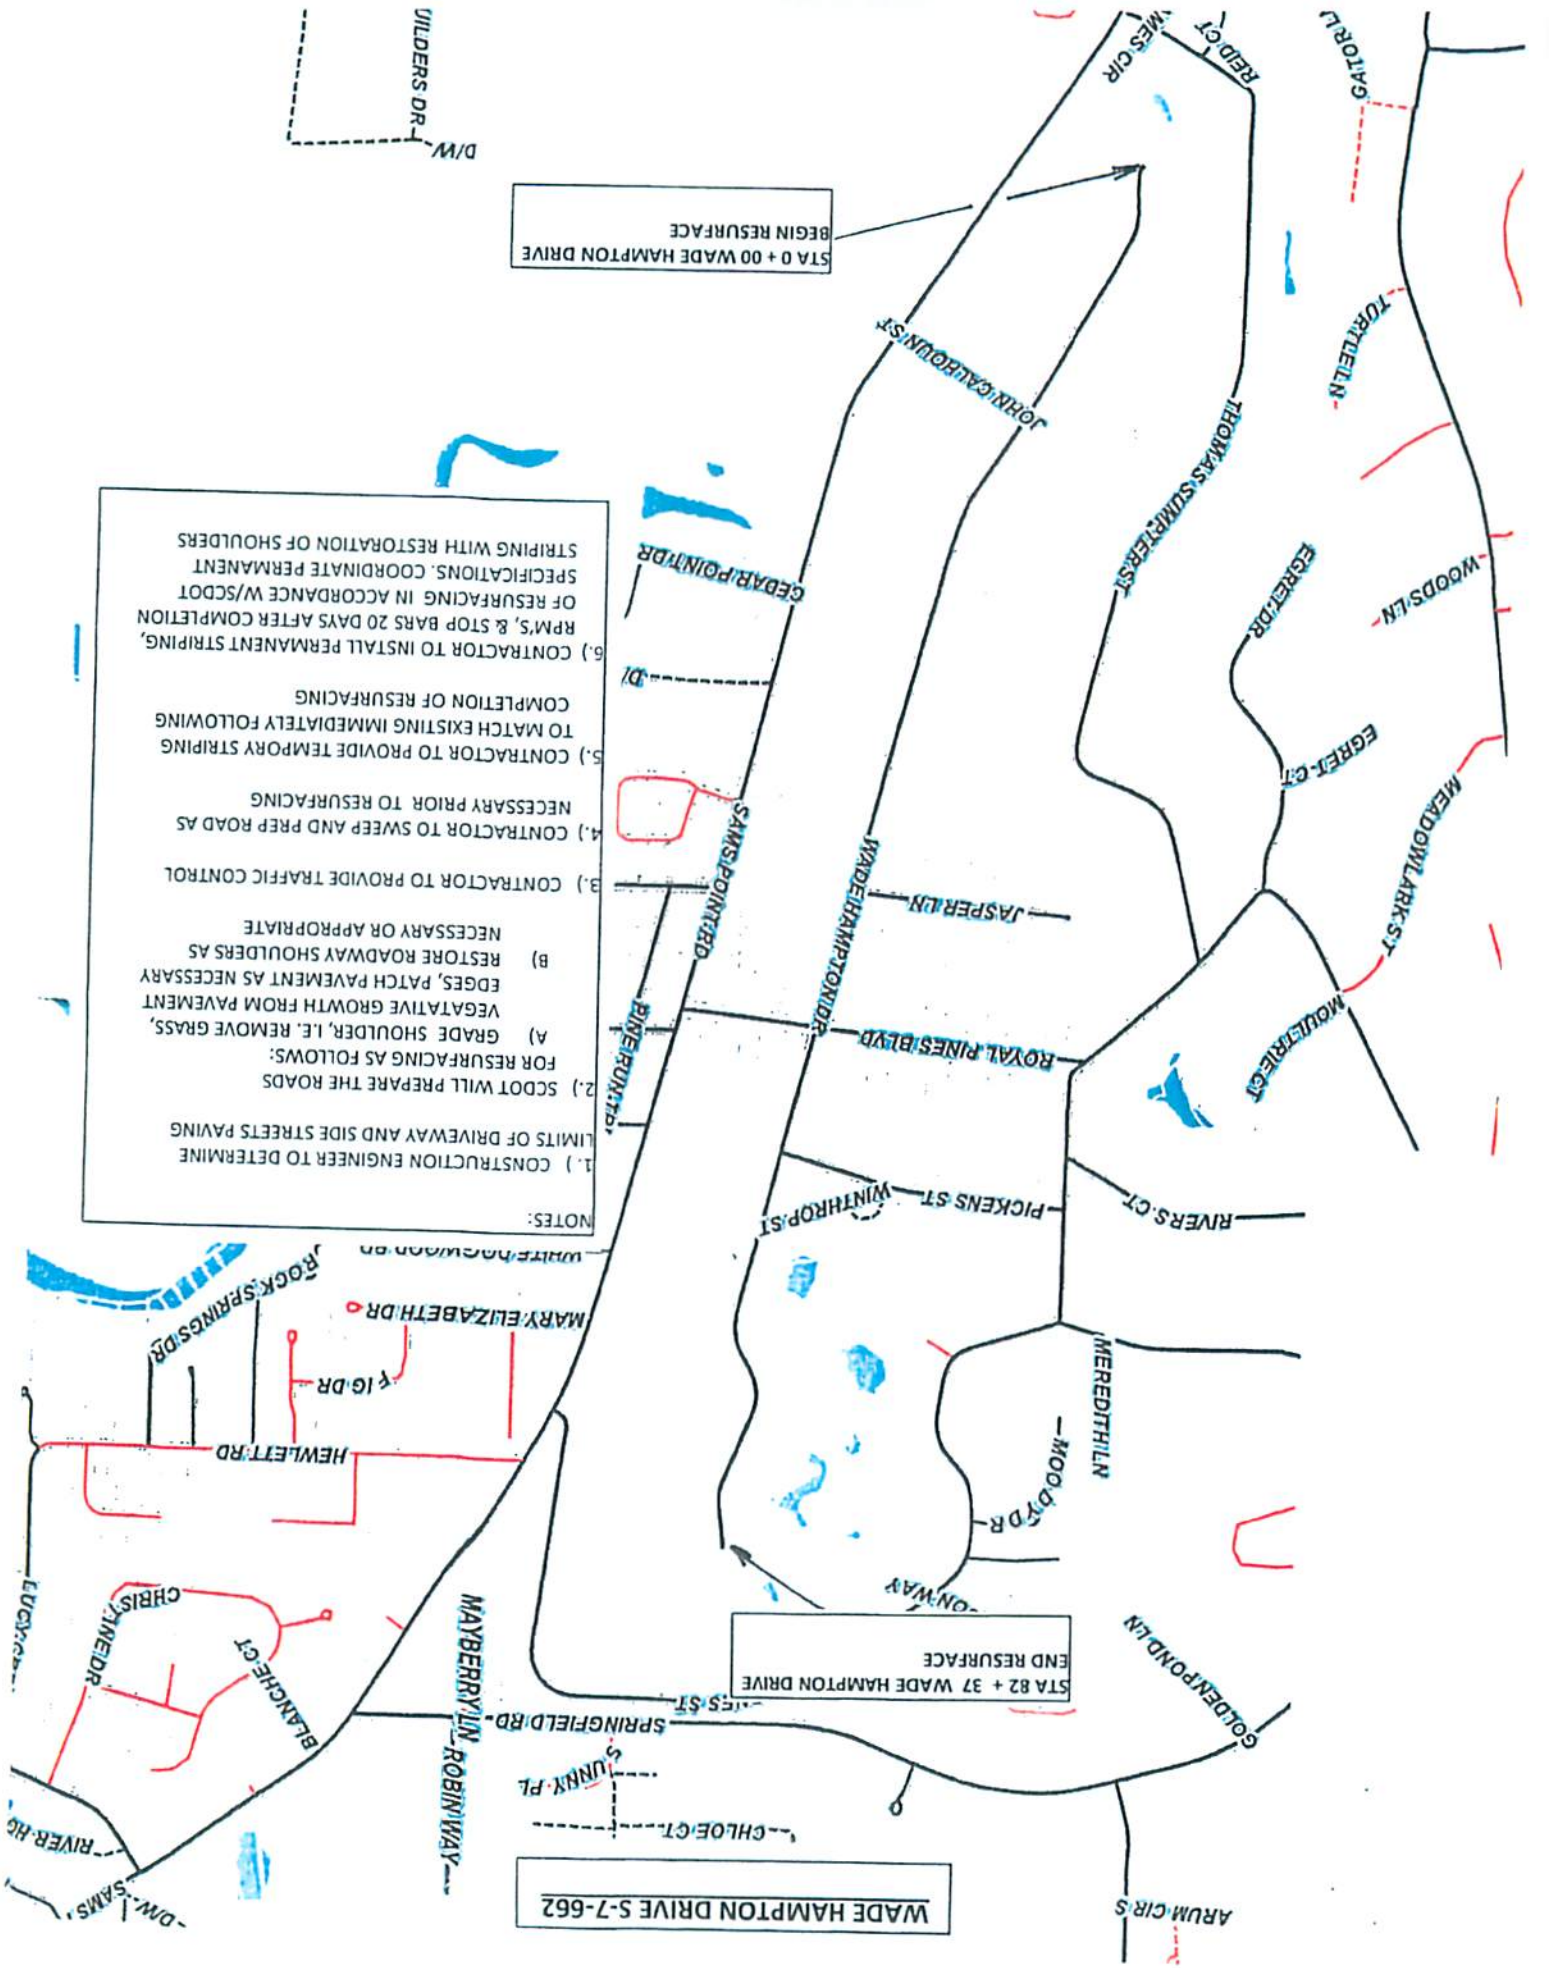 WADE HAMPTON DRIVE S-7-662
ARUM CIR S
D/W
SAMS
RIVER
CHLOE CT
SUNNY PL
ROBIN WAY
MAYBERRY LN
SPRINGFIELD RD
GOLDEN POND LN
BLANCHE CT
CHRISTINE DR
STA 82 + 37 WADE HAMPTON DRIVE
END RESURFACE
MOODY DR
MEREDITH LN
HEWLETT RD
FIG DR
ROCK SPRINGS DR
MARY ELIZABETH DR
WHITE DOGWOOD RD
RIVERS CT
PICKENS ST
WINTHROP ST
NOTES:
1.) CONSTRUCTION ENGINEER TO DETERMINE
LIMITS OF DRIVEWAY AND SIDE STREETS PAVING
2.) SCDOT WILL PREPARE THE ROADS
FOR RESURFACING AS FOLLOWS:
A) GRADE SHOULDER, I.E. REMOVE GRASS,
VEGATATIVE GROWTH FROM PAVEMENT
EDGES, PATCH PAVEMENT AS NECESSARY
B) RESTORE ROADWAY SHOULDERS AS
NECESSARY OR APPROPRIATE
3.) CONTRACTOR TO PROVIDE TRAFFIC CONTROL
4.) CONTRACTOR TO SWEEP AND PREP ROAD AS
NECESSARY PRIOR TO RESURFACING
5.) CONTRACTOR TO PROVIDE TEMPORY STRIPING
TO MATCH EXISTING IMMEDIATELY FOLLOWING
COMPLETION OF RESURFACING
6.) CONTRACTOR TO INSTALL PERMANENT STRIPING,
RPM'S, & STOP BARS 20 DAYS AFTER COMPLETION
OF RESURFACING IN ACCORDANCE W/SCDOT
SPECIFICATIONS. COORDINATE PERMANENT
STRIPING WITH RESTORATION OF SHOULDERS
MOULTRIE CT
ROYAL PINES BLVD
PINE RUN TRL
JASPER LN
WADE HAMPTON DR
SAMS POINT RD
MEADOWLARK ST
EGRET CT
EGRET DR
WOODS LN
THOMAS SUMPTER ST
CEDAR POINT DR
JOHN CALHOUN ST
TURTLE LN
STA 0 + 00 WADE HAMPTON DRIVE
BEGIN RESURFACE
D/W
GATOR
REID CT